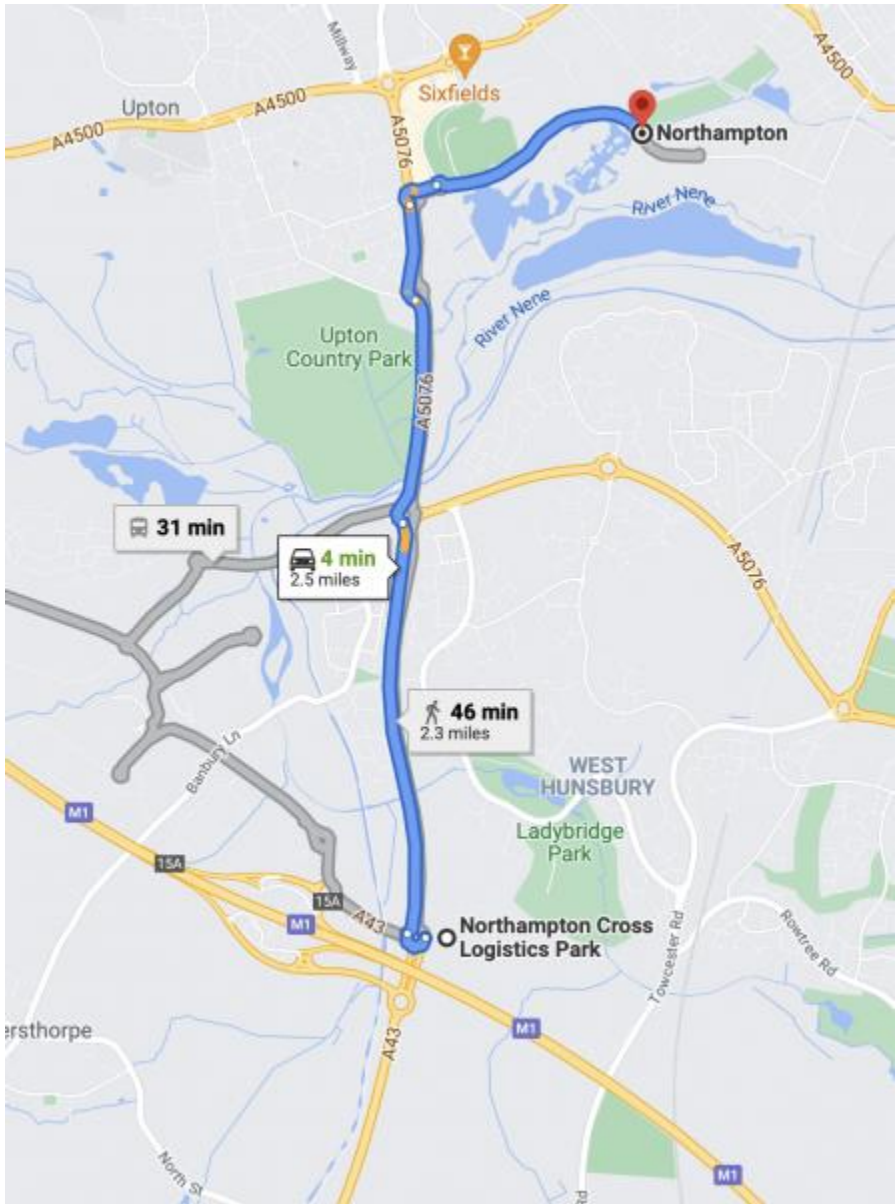 Millway
A4500
Sixfields
Upton
A4500
A4500
A5076
Northampton
River Nene
River Nene
Upton
Country Park
A5076
31 min
4 min
2.5 miles
A5076
46 min
2.3 miles
Banbury Ln
WEST
HUNSBURY
M1
Ladybridge
Park
15A
15A
M1
A43
Northampton Cross
Logistics Park
Towcester Rd
Rowtree Rd
ersthorpe
A43
M1
North St
M1
Rd